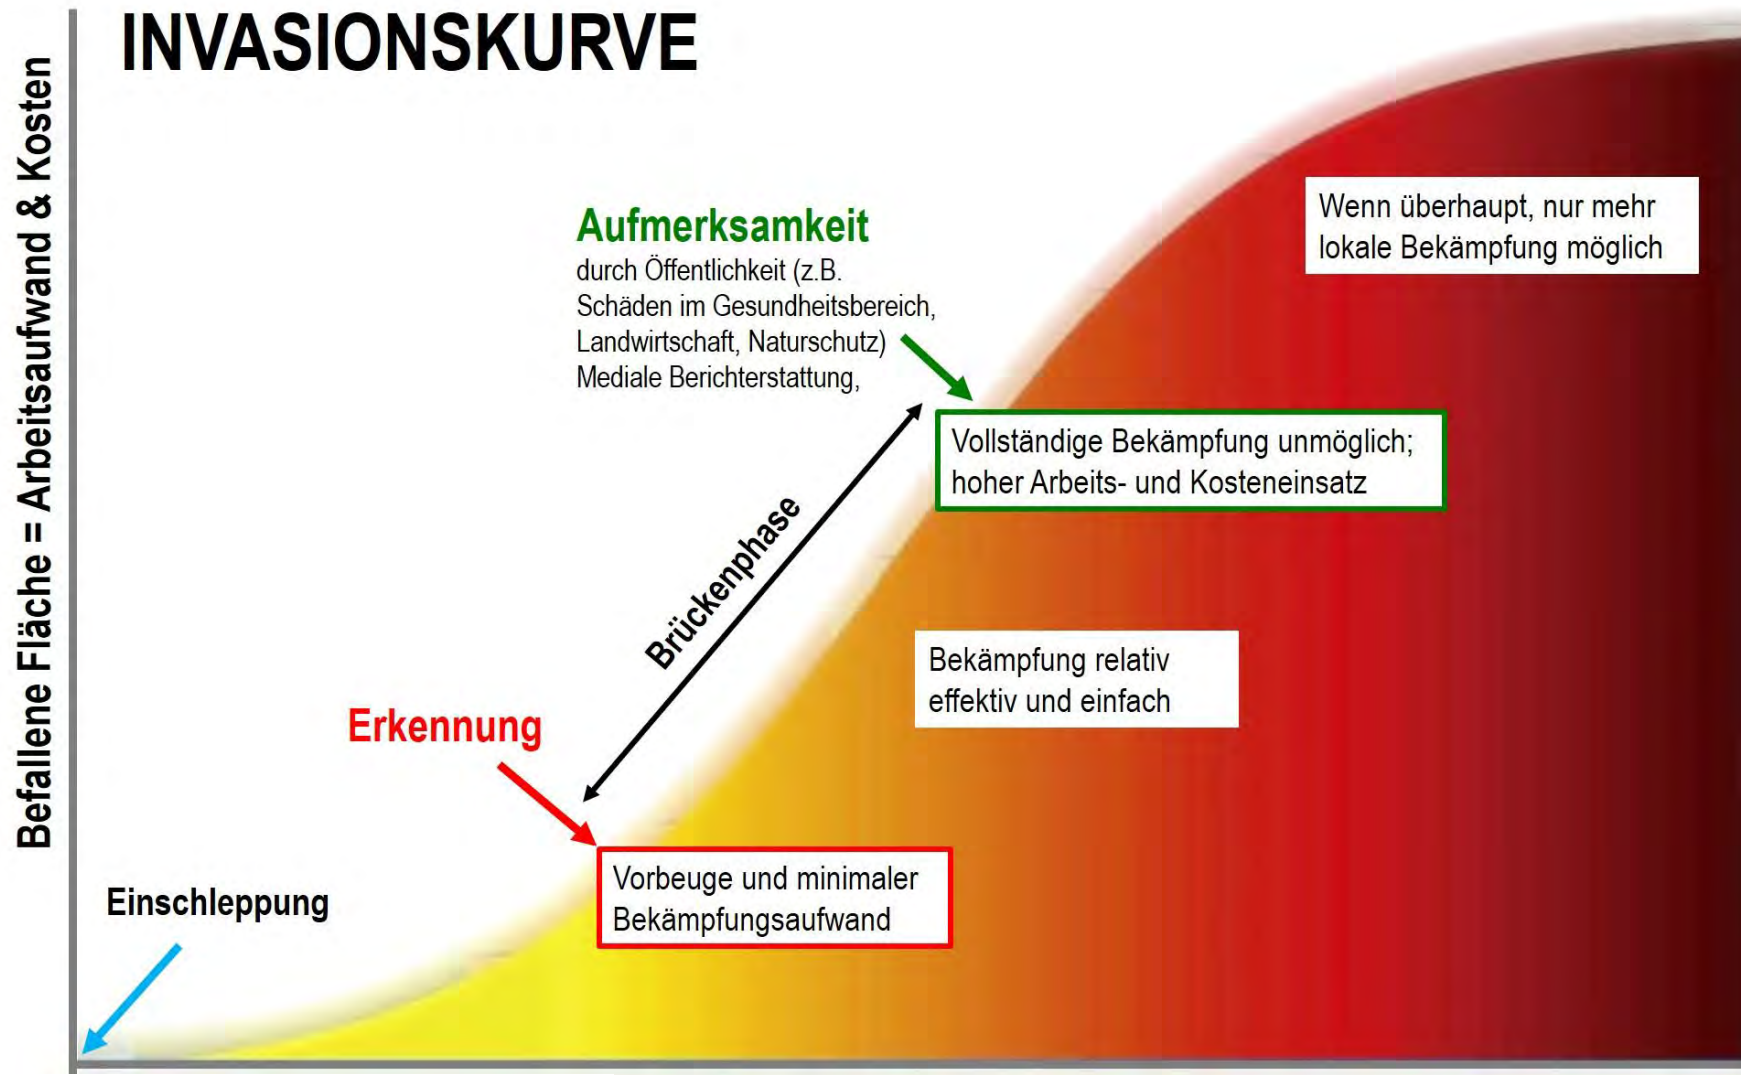 INVASIONSKURVE
Befallene Fläche = Arbeitsaufwand & Kosten
Aufmerksamkeit
durch Öffentlichkeit (z.B.
Schäden im Gesundheitsbereich,
Landwirtschaft, Naturschutz)
Mediale Berichterstattung,
Wenn überhaupt, nur mehr
lokale Bekämpfung möglich
Vollständige Bekämpfung unmöglich;
hoher Arbeits- und Kosteneinsatz
Brückenphase
Bekämpfung relativ
effektiv und einfach
Erkennung
Vorbeuge und minimaler
Bekämpfungsaufwand
Einschleppung